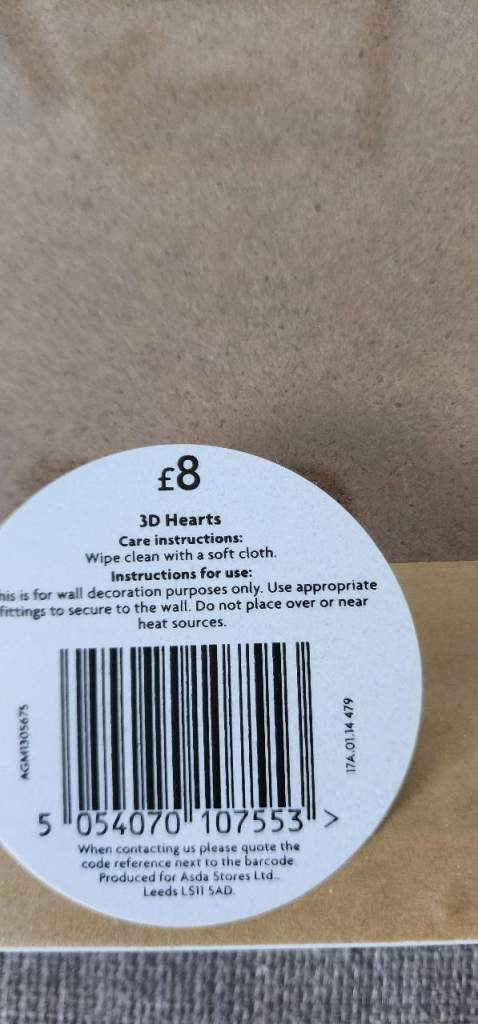 £8
3D Hearts
Care instructions:
Wipe clean with a soft cloth.
Instructions for use:
his is for wall decoration purposes only. Use appropriate
fittings to secure to the wall. Do not place over or near
heat sources.
AGM1305675
17A.01.14 479
5 054070 107553 >
When contacting us please quote the
code reference next to the barcode.
Produced for Asda Stores Ltd.,
Leeds LS11 5AD.